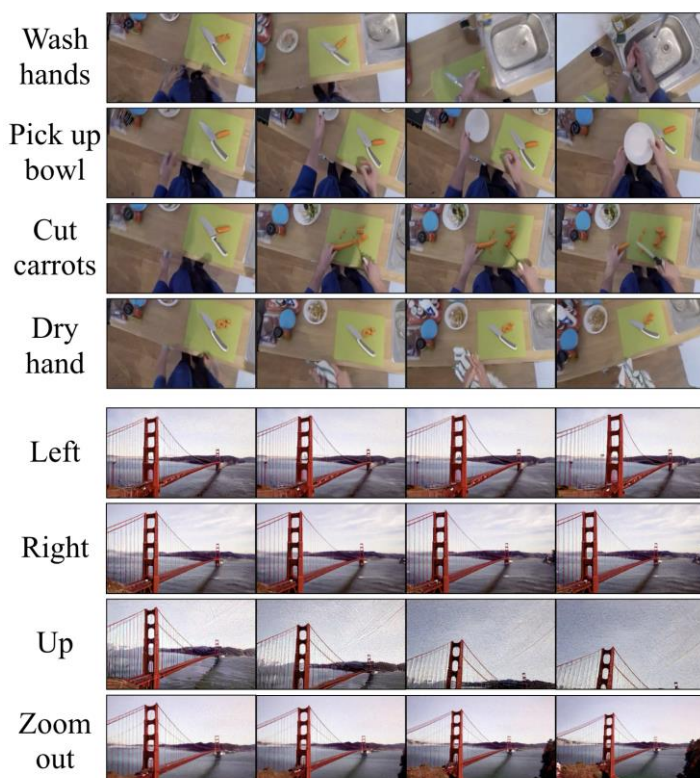 Wash
hands
Pick up
bowl
Cut
carrots
Dry
hand
Left
Right
Up
Zoom
out